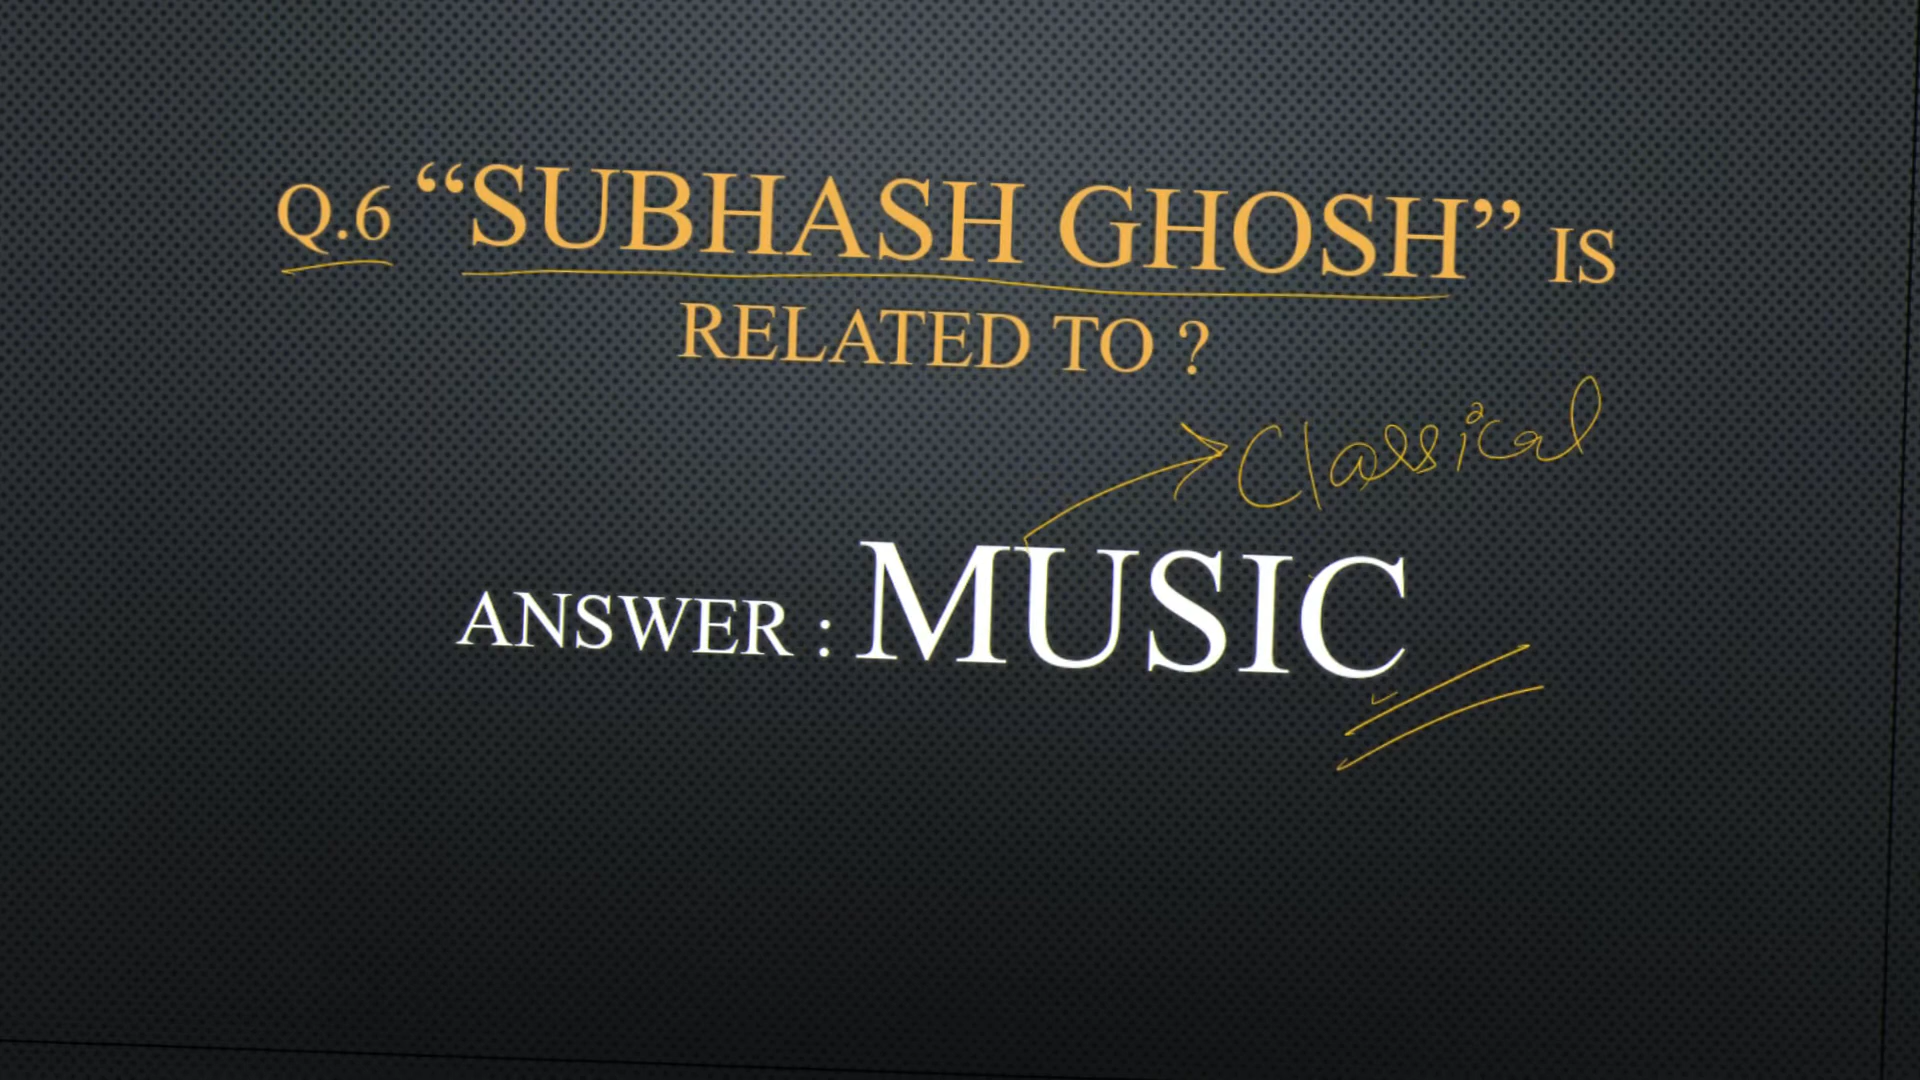 Q.6 “SUBHASH GHOSH” IS
RELATED TO ?
Classical
ANSWER : MUSIC